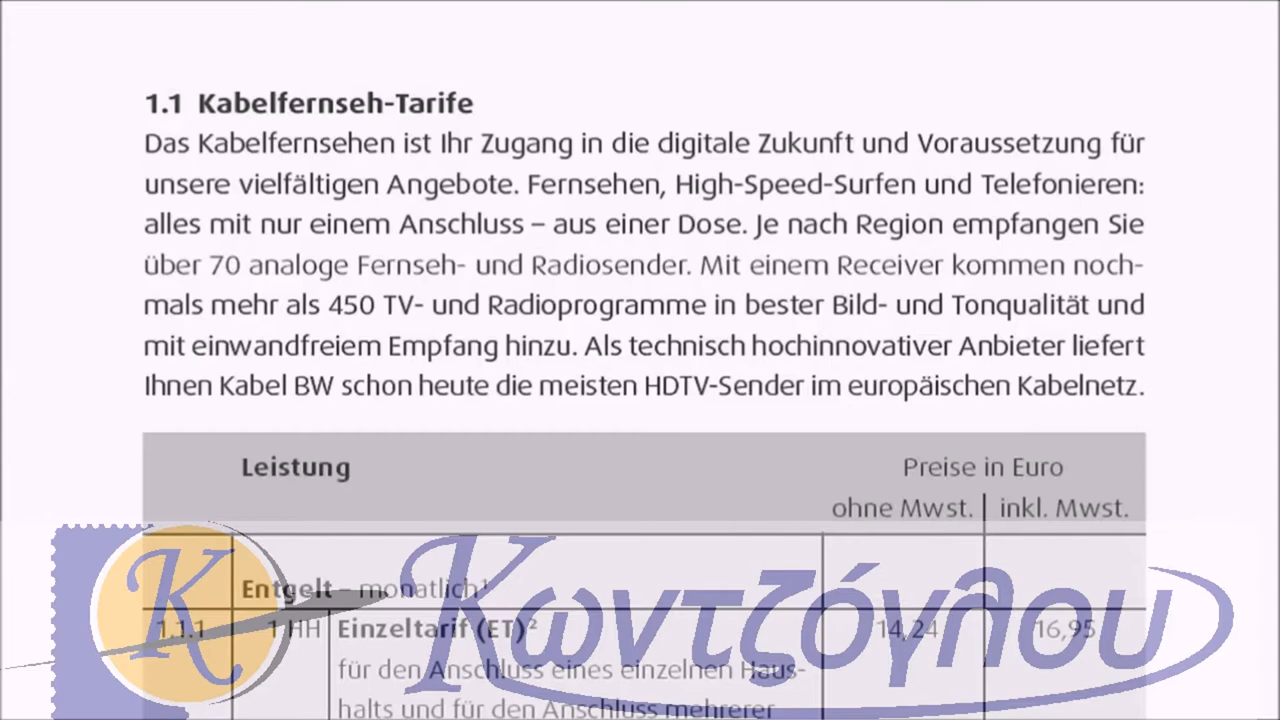 1.1 Kabelfernseh-Tarife
Das Kabelfernsehen ist Ihr Zugang in die digitale Zukunft und Voraussetzung für
unsere vielfältigen Angebote. Fernsehen, High-Speed-Surfen und Telefonieren:
alles mit nur einem Anschluss – aus einer Dose. Je nach Region empfangen Sie
über 70 analoge Fernseh- und Radiosender. Mit einem Receiver kommen noch-
mals mehr als 450 TV- und Radioprogramme in bester Bild- und Tonqualität und
mit einwandfreiem Empfang hinzu. Als technisch hochinnovativer Anbieter liefert
Ihnen Kabel BW schon heute die meisten HDTV-Sender im europäischen Kabelnetz.
Leistung Preise in Euro
ohne Mwst. inkl. Mwst.
Entgelt – monatlich¹
K Κωντζόγλου
1.1.1 1 HH Einzeltarif (ET)² 14,24 16,95
für den Anschluss eines einzelnen Haus-
halts und für den Anschluss mehrerer